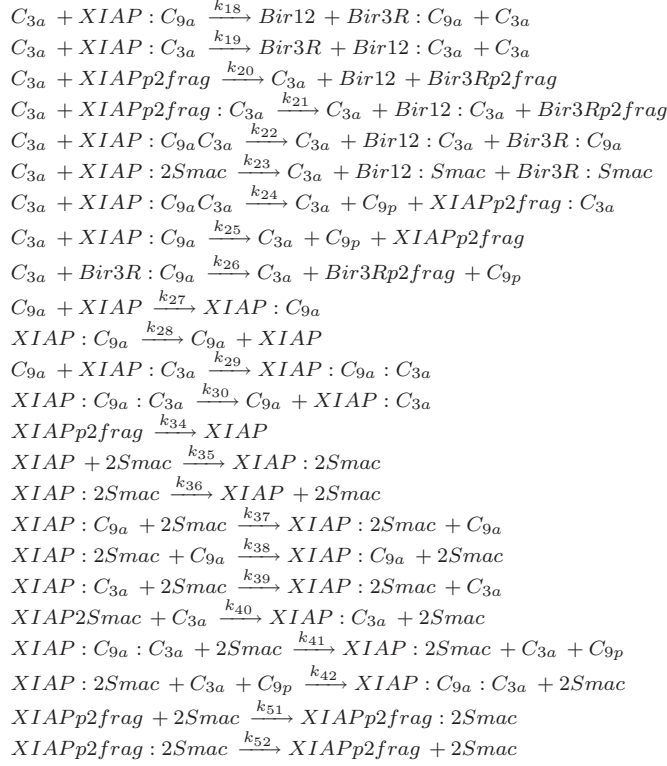 C₃ₐ + XIAP : C₉ₐ —k₁₈→ Bir12 + Bir3R : C₉ₐ + C₃ₐ
C₃ₐ + XIAP : C₃ₐ —k₁₉→ Bir3R + Bir12 : C₃ₐ + C₃ₐ
C₃ₐ + XIAPp2frag —k₂₀→ C₃ₐ + Bir12 + Bir3Rp2frag
C₃ₐ + XIAPp2frag : C₃ₐ —k₂₁→ C₃ₐ + Bir12 : C₃ₐ + Bir3Rp2frag
C₃ₐ + XIAP : C₉ₐC₃ₐ —k₂₂→ C₃ₐ + Bir12 : C₃ₐ + Bir3R : C₉ₐ
C₃ₐ + XIAP : 2Smac —k₂₃→ C₃ₐ + Bir12 : Smac + Bir3R : Smac
C₃ₐ + XIAP : C₉ₐC₃ₐ —k₂₄→ C₃ₐ + C₉ₚ + XIAPp2frag : C₃ₐ
C₃ₐ + XIAP : C₉ₐ —k₂₅→ C₃ₐ + C₉ₚ + XIAPp2frag
C₃ₐ + Bir3R : C₉ₐ —k₂₆→ C₃ₐ + Bir3Rp2frag + C₉ₚ
C₉ₐ + XIAP —k₂₇→ XIAP : C₉ₐ
XIAP : C₉ₐ —k₂₈→ C₉ₐ + XIAP
C₉ₐ + XIAP : C₃ₐ —k₂₉→ XIAP : C₉ₐ : C₃ₐ
XIAP : C₉ₐ : C₃ₐ —k₃₀→ C₉ₐ + XIAP : C₃ₐ
XIAPp2frag —k₃₄→ XIAP
XIAP + 2Smac —k₃₅→ XIAP : 2Smac
XIAP : 2Smac —k₃₆→ XIAP + 2Smac
XIAP : C₉ₐ + 2Smac —k₃₇→ XIAP : 2Smac + C₉ₐ
XIAP : 2Smac + C₉ₐ —k₃₈→ XIAP : C₉ₐ + 2Smac
XIAP : C₃ₐ + 2Smac —k₃₉→ XIAP : 2Smac + C₃ₐ
XIAP2Smac + C₃ₐ —k₄₀→ XIAP : C₃ₐ + 2Smac
XIAP : C₉ₐ : C₃ₐ + 2Smac —k₄₁→ XIAP : 2Smac + C₃ₐ + C₉ₚ
XIAP : 2Smac + C₃ₐ + C₉ₚ —k₄₂→ XIAP : C₉ₐ : C₃ₐ + 2Smac
XIAPp2frag + 2Smac —k₅₁→ XIAPp2frag : 2Smac
XIAPp2frag : 2Smac —k₅₂→ XIAPp2frag + 2Smac